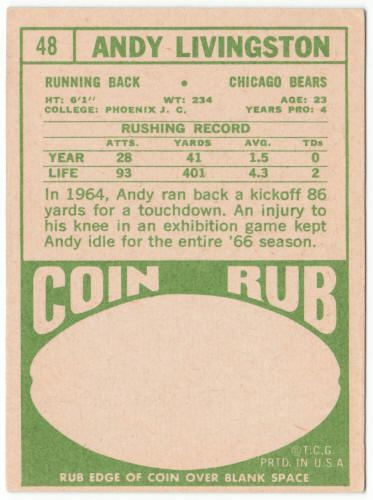 48 ANDY LIVINGSTON
RUNNING BACK • CHICAGO BEARS
HT: 6'1" WT: 234 AGE: 23
COLLEGE: PHOENIX J. C. YEARS PRO: 4
RUSHING RECORD
ATTS. YARDS AVG. TDs
YEAR 28 41 1.5 0
LIFE 93 401 4.3 2
In 1964, Andy ran back a kickoff 86
yards for a touchdown. An injury to
his knee in an exhibition game kept
Andy idle for the entire '66 season.
COIN RUB
©T.C.G.
PRTD. IN U.S.A
RUB EDGE OF COIN OVER BLANK SPACE